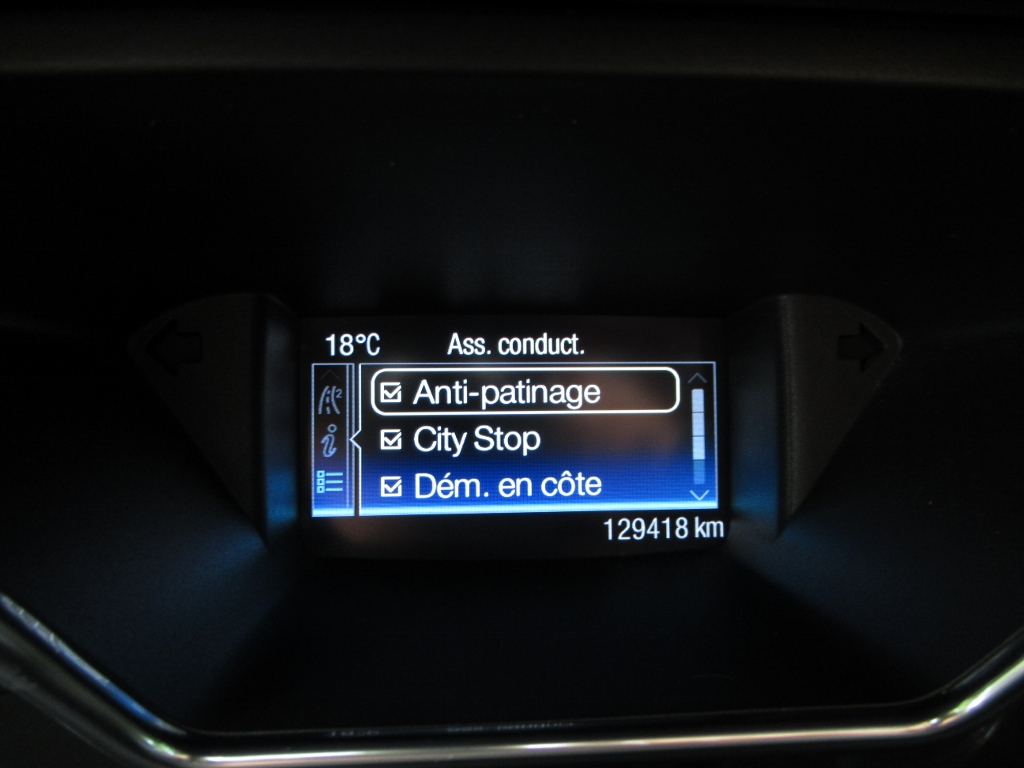 18°C Ass. conduct.
Anti-patinage
City Stop
Dém. en côte
129418 km